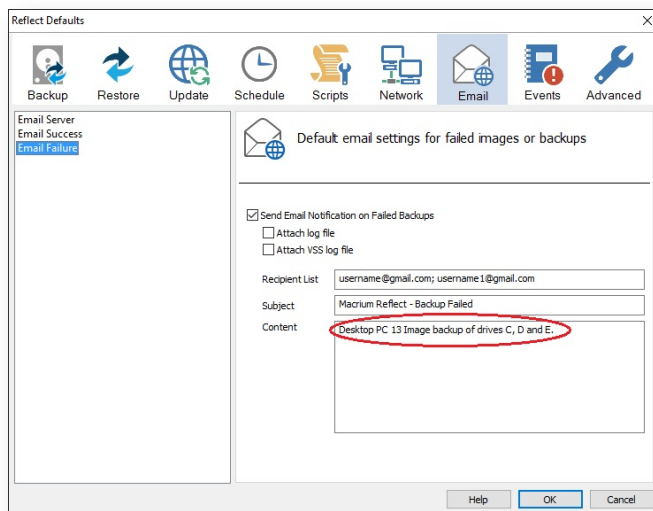 Reflect Defaults
Backup Restore Update Schedule Scripts Network Email Events Advanced
Email Server
Email Success
Email Failure
Default email settings for failed images or backups
Send Email Notification on Failed Backups
Attach log file
Attach VSS log file
Recipient List username@gmail.com; username1@gmail.com
Subject Macrium Reflect - Backup Failed
Content Desktop PC 13 Image backup of drives C, D and E.
Help OK Cancel